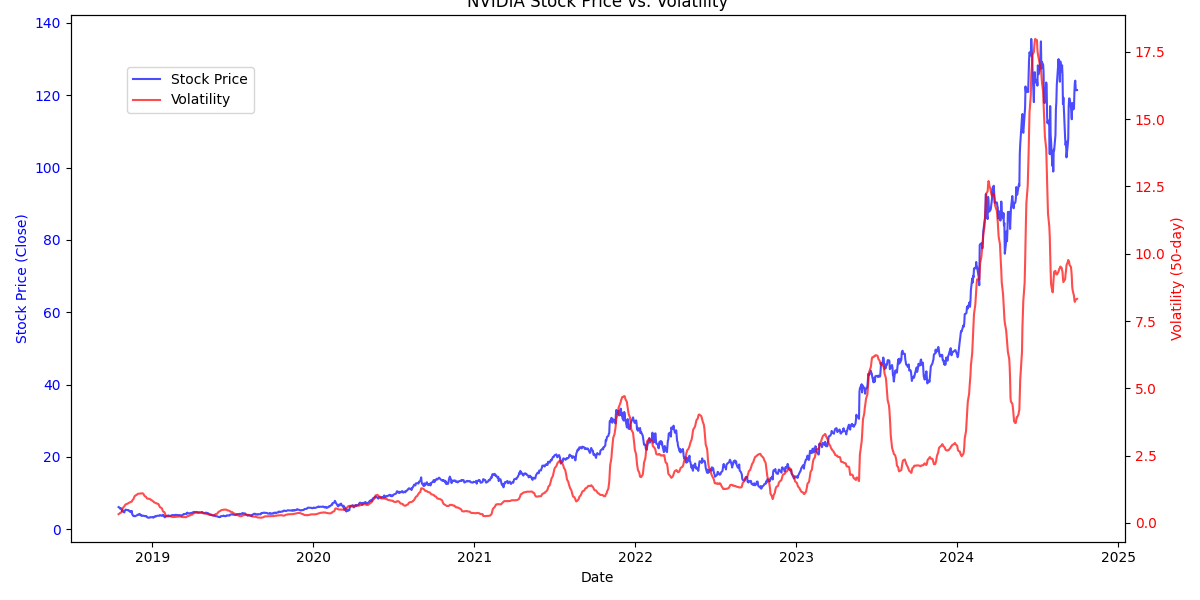 NVIDIA Stock Price vs. Volatility
140
120
100
80
60
40
20
0
Stock Price (Close)
Stock Price
Volatility
17.5
15.0
12.5
10.0
7.5
5.0
2.5
0.0
Volatility (50-day)
2019 2020 2021 2022 2023 2024 2025
Date